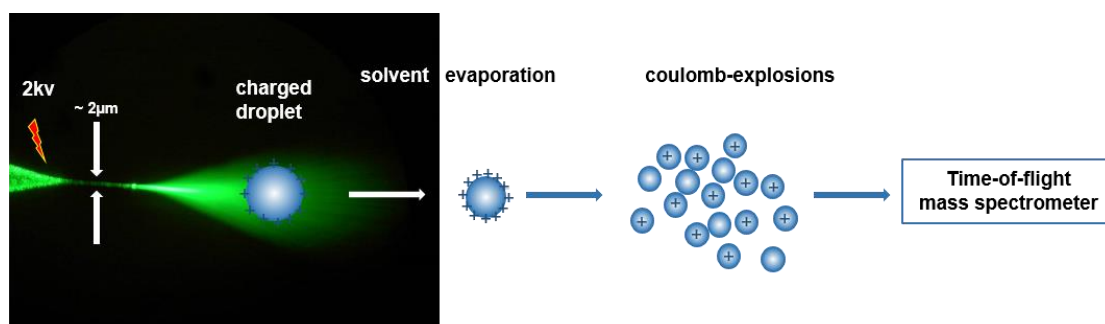 2kv
~ 2μm
charged
droplet
solvent evaporation
coulomb-explosions
Time-of-flight
mass spectrometer